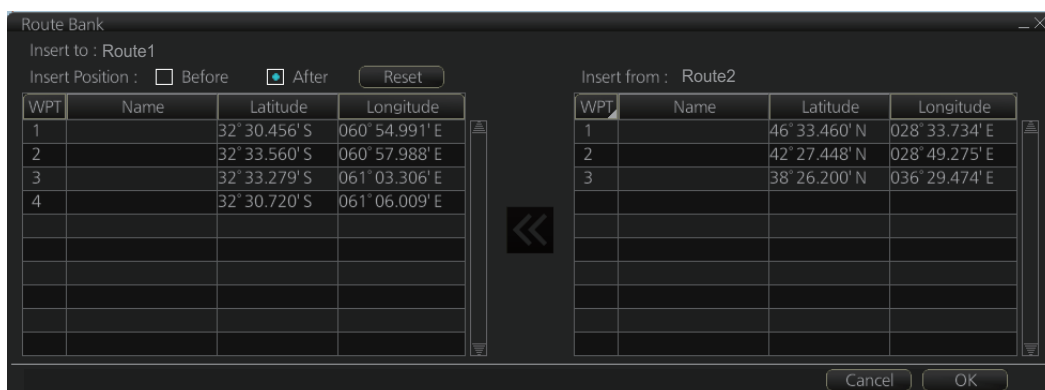 Route Bank
Insert to : Route1
Insert Position : Before After Reset Insert from : Route2
WPT Name Latitude Longitude WPT Name Latitude Longitude
1 32° 30.456' S 060° 54.991' E 1 46° 33.460' N 028° 33.734' E
2 32° 33.560' S 060° 57.988' E 2 42° 27.448' N 028° 49.275' E
3 32° 33.279' S 061° 03.306' E 3 38° 26.200' N 036° 29.474' E
4 32° 30.720' S 061° 06.009' E
Cancel OK